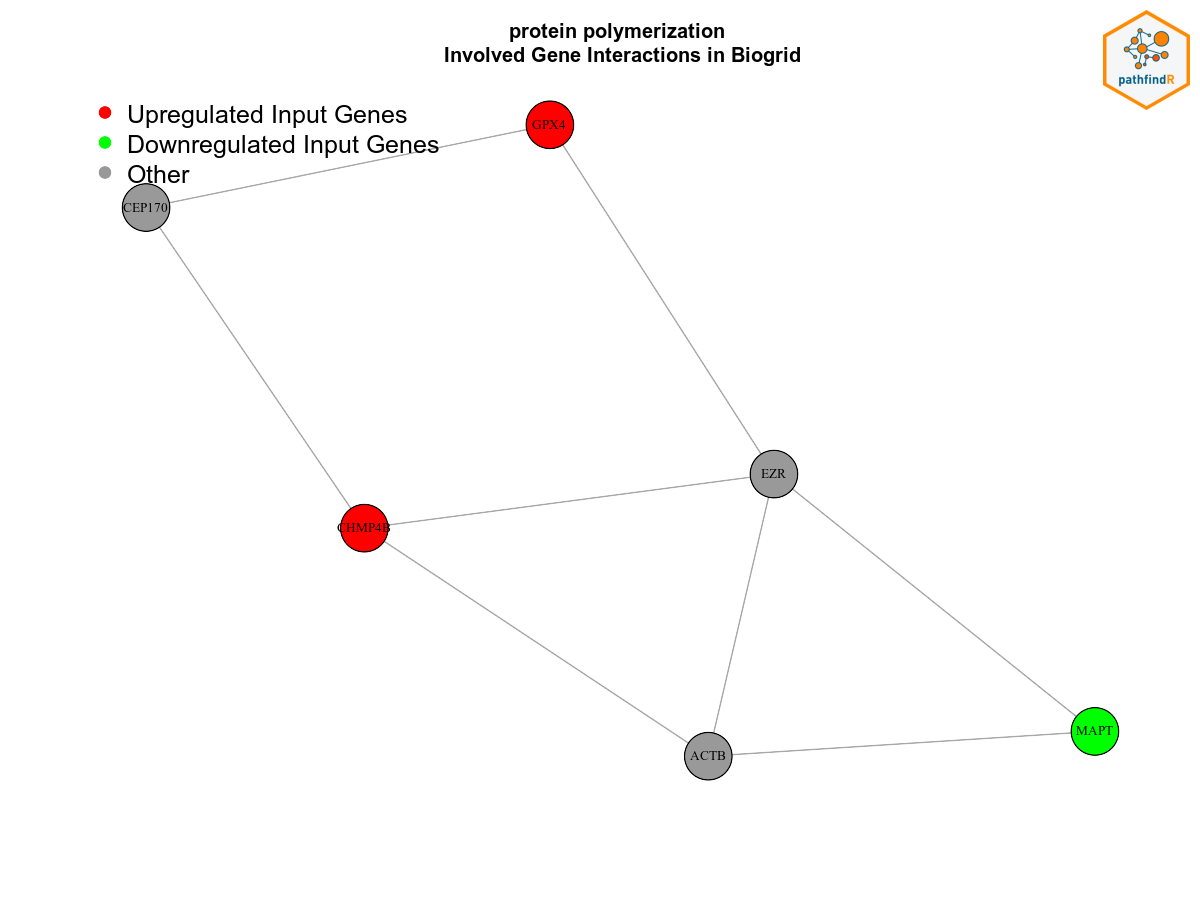 protein polymerization
Involved Gene Interactions in Biogrid
pathfindR
Upregulated Input Genes
Downregulated Input Genes
Other
GPX4
CEP170
EZR
CHMP4B
MAPT
ACTB